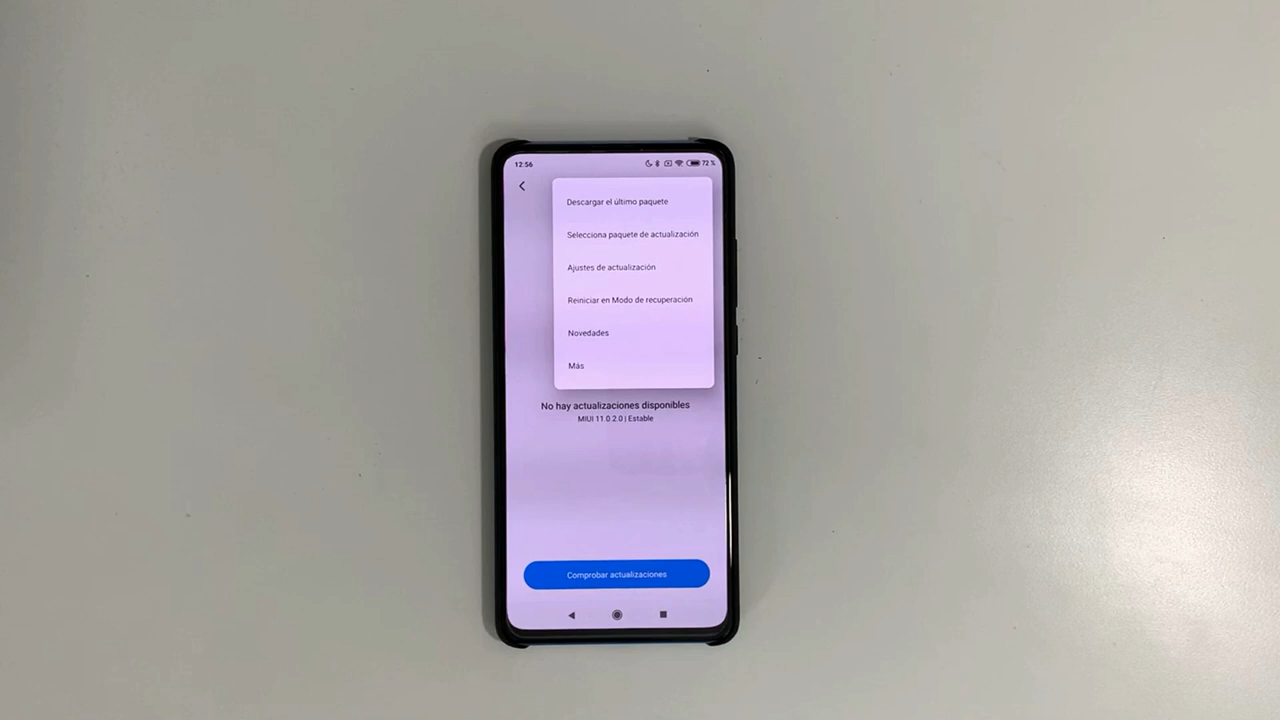 12:56
72 %
Descargar el último paquete
Selecciona paquete de actualización
Ajustes de actualización
Reiniciar en Modo de recuperación
Novedades
Más
No hay actualizaciones disponibles
MIUI 11.0.2.0 | Estable
Comprobar actualizaciones